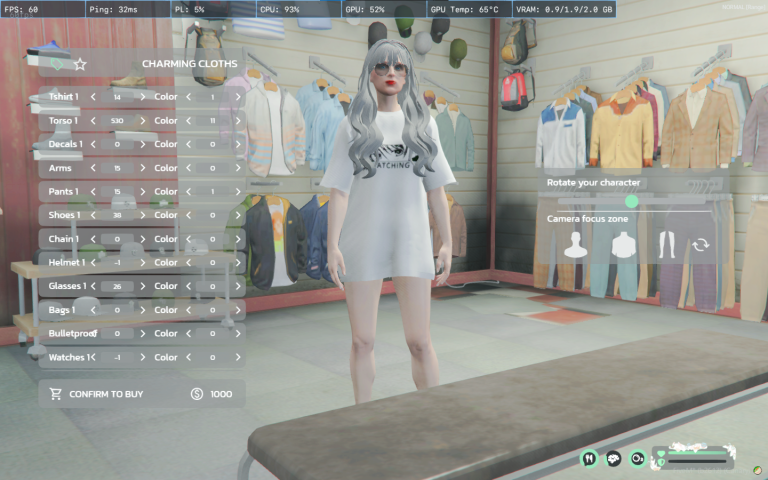 FPS: 60 Ping: 32ms PL: 5% CPU: 93% GPU: 52% GPU Temp: 65°C VRAM: 0.9/1.9/2.0 GB
CHARMING CLOTHS
Tshirt 1 14 Color 1
Torso 1 530 Color 11
Decals 1 0 Color 0
Arms 15 Color 0
Pants 1 15 Color 1
Shoes 1 38 Color 0
Chain 1 0 Color 0
Helmet 1 -1 Color 0
Glasses 1 26 Color 0
Bags 1 0 Color 0
Bulletproof 0 Color 0
Watches 1 -1 Color 0
CONFIRM TO BUY 1000
ATCHING
Rotate your character
Camera focus zone